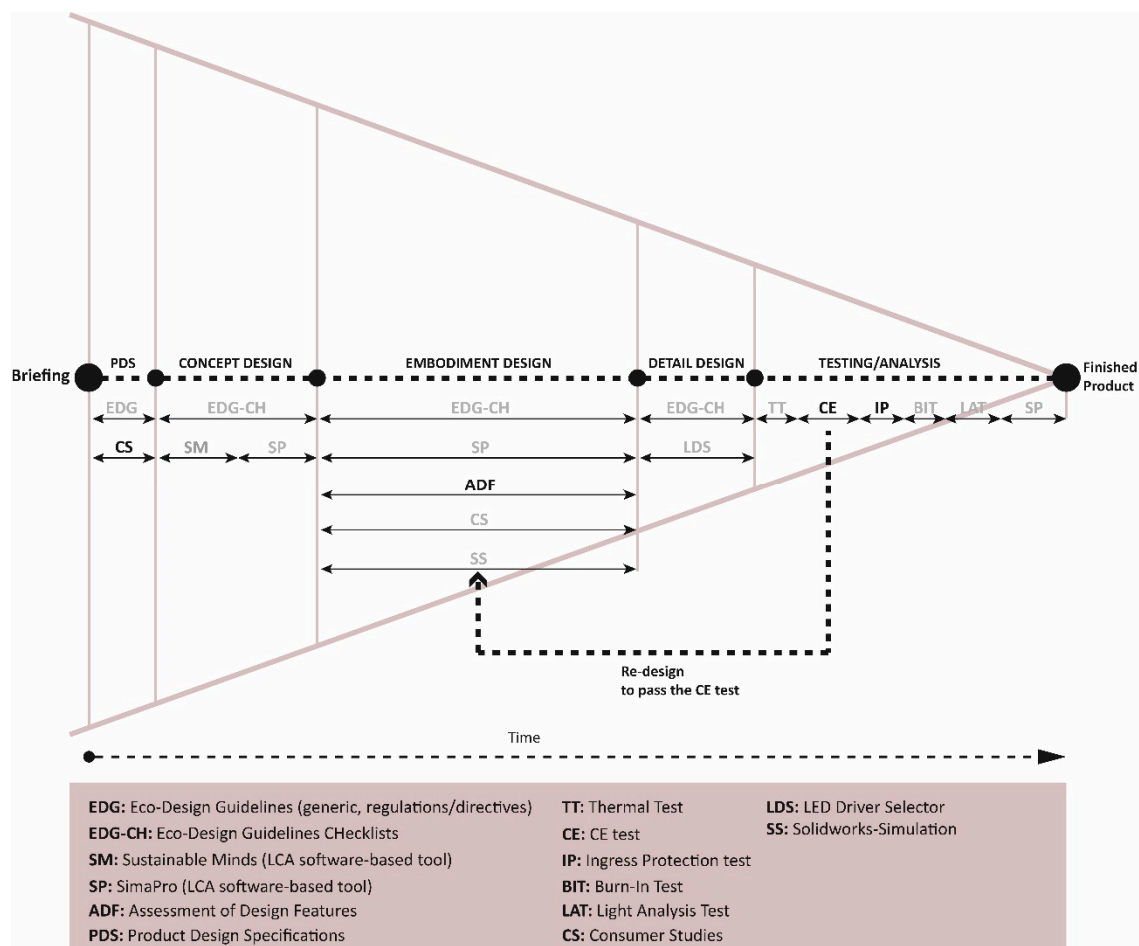 PDS CONCEPT DESIGN EMBODIMENT DESIGN DETAIL DESIGN TESTING/ANALYSIS
Briefing
Finished
Product
EDG EDG-CH EDG-CH EDG-CH TT CE IP BIT LAT SP
CS SM SP SP LDS
ADF
CS
SS
Re-design
to pass the CE test
Time
EDG: Eco-Design Guidelines (generic, regulations/directives)
EDG-CH: Eco-Design Guidelines CHecklists
SM: Sustainable Minds (LCA software-based tool)
SP: SimaPro (LCA software-based tool)
ADF: Assessment of Design Features
PDS: Product Design Specifications
TT: Thermal Test
CE: CE test
IP: Ingress Protection test
BIT: Burn-In Test
LAT: Light Analysis Test
CS: Consumer Studies
LDS: LED Driver Selector
SS: Solidworks-Simulation